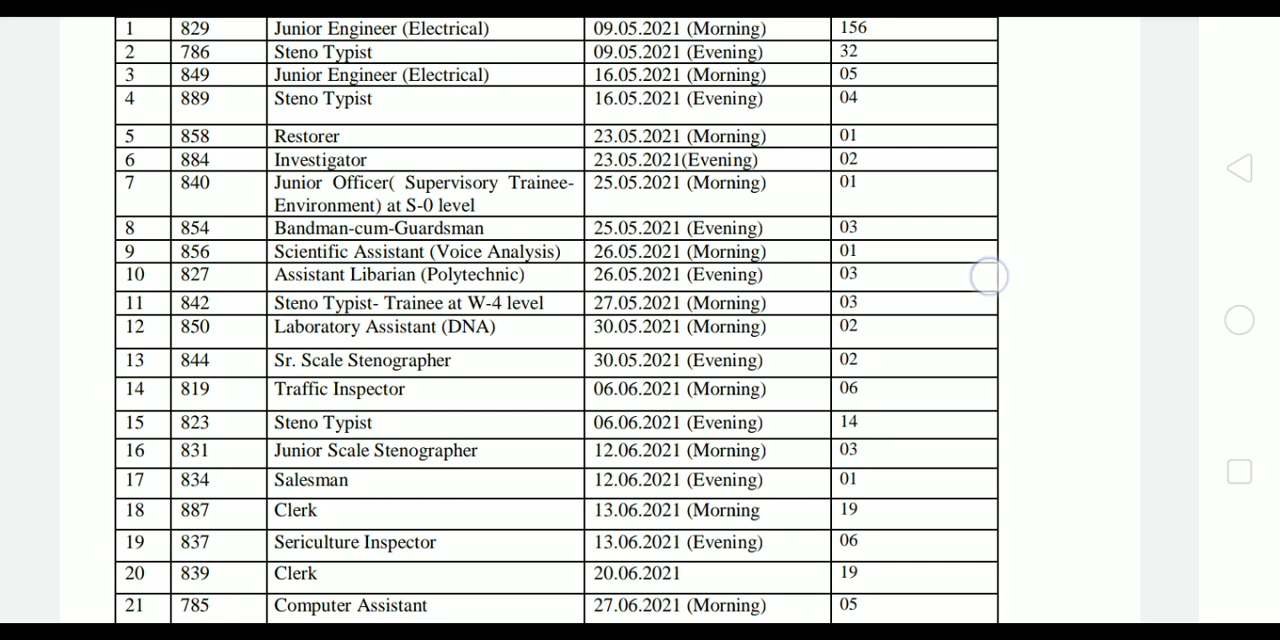 1 829 Junior Engineer (Electrical) 09.05.2021 (Morning) 156
2 786 Steno Typist 09.05.2021 (Evening) 32
3 849 Junior Engineer (Electrical) 16.05.2021 (Morning) 05
4 889 Steno Typist 16.05.2021 (Evening) 04
5 858 Restorer 23.05.2021 (Morning) 01
6 884 Investigator 23.05.2021(Evening) 02
7 840 Junior Officer( Supervisory Trainee- 25.05.2021 (Morning) 01
Environment) at S-0 level
8 854 Bandman-cum-Guardsman 25.05.2021 (Evening) 03
9 856 Scientific Assistant (Voice Analysis) 26.05.2021 (Morning) 01
10 827 Assistant Libarian (Polytechnic) 26.05.2021 (Evening) 03
11 842 Steno Typist- Trainee at W-4 level 27.05.2021 (Morning) 03
12 850 Laboratory Assistant (DNA) 30.05.2021 (Morning) 02
13 844 Sr. Scale Stenographer 30.05.2021 (Evening) 02
14 819 Traffic Inspector 06.06.2021 (Morning) 06
15 823 Steno Typist 06.06.2021 (Evening) 14
16 831 Junior Scale Stenographer 12.06.2021 (Morning) 03
17 834 Salesman 12.06.2021 (Evening) 01
18 887 Clerk 13.06.2021 (Morning 19
19 837 Sericulture Inspector 13.06.2021 (Evening) 06
20 839 Clerk 20.06.2021 19
21 785 Computer Assistant 27.06.2021 (Morning) 05